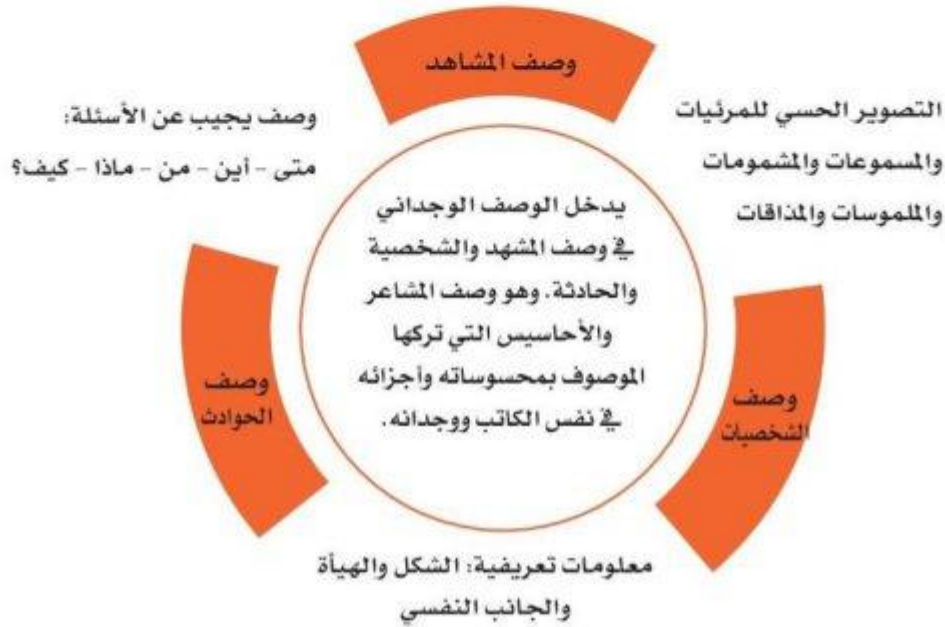 وصف المشاهد
التصوير الحسي للمرئيات
والمسموعات والمشمومات
والملموسات والمذاقات
وصف يجيب عن الأسئلة:
متى - أين - من - ماذا - كيف؟
يدخل الوصف الوجداني
في وصف المشهد والشخصية
والحادثة، وهو وصف المشاعر
والأحاسيس التي تركها
الموصوف بمحسوساته وأجزائه
في نفس الكاتب ووجدانه.
وصف
الشخصيات
وصف
الحوادث
معلومات تعريفية: الشكل والهيأة
والجانب النفسي